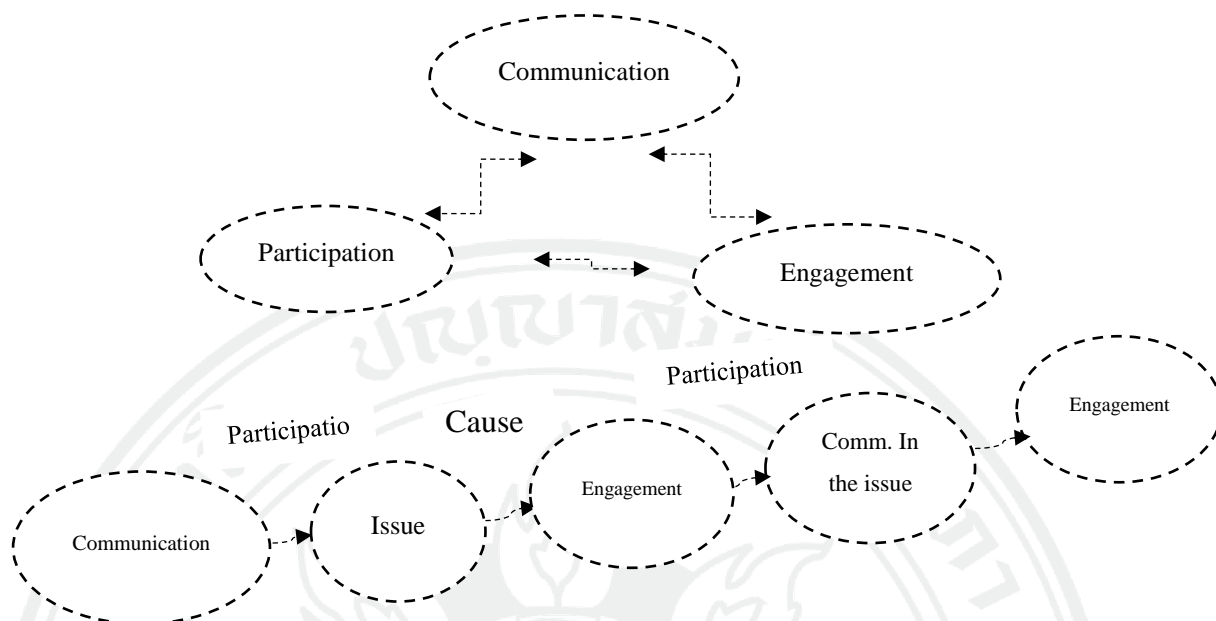 Communication
Participation
Engagement
Participation
Engagement
Participatio
Cause
Comm. In
the issue
Engagement
Issue
Communication